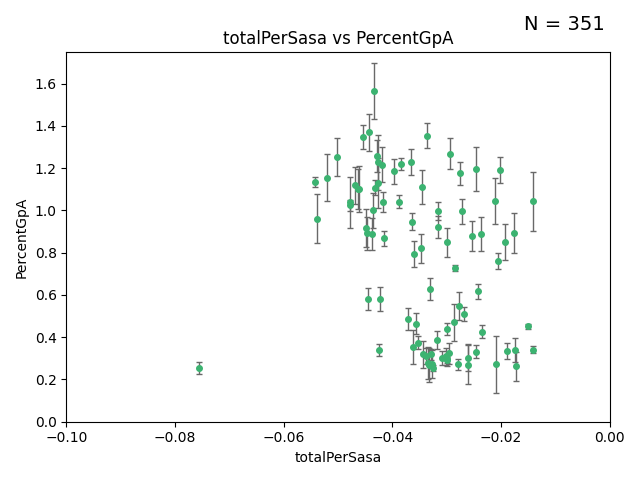 N = 351
totalPerSasa vs PercentGpA
PercentGpA
1.6
1.4
1.2
1.0
0.8
0.6
0.4
0.2
0.0
−0.10 −0.08 −0.06 −0.04 −0.02 0.00
totalPerSasa